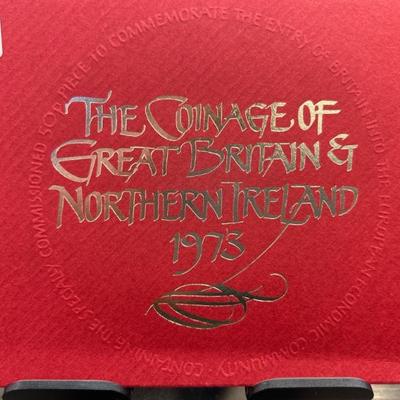 THE COINAGE OF
GREAT BRITAIN &
NORTHERN IRELAND
1973
CONTAINING THE SPECIALLY COMMISSIONED 50p PIECE TO COMMEMORATE THE ENTRY OF BRITAIN INTO THE EUROPEAN ECONOMIC COMMUNITY ·